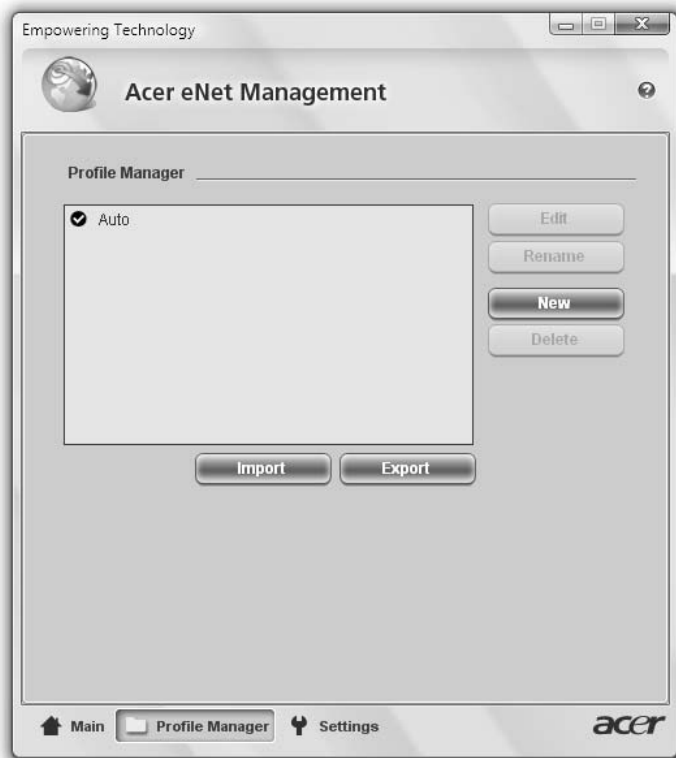 Empowering Technology
Acer eNet Management
Profile Manager
Auto
Edit
Rename
New
Delete
Import Export
Main Profile Manager Settings acer